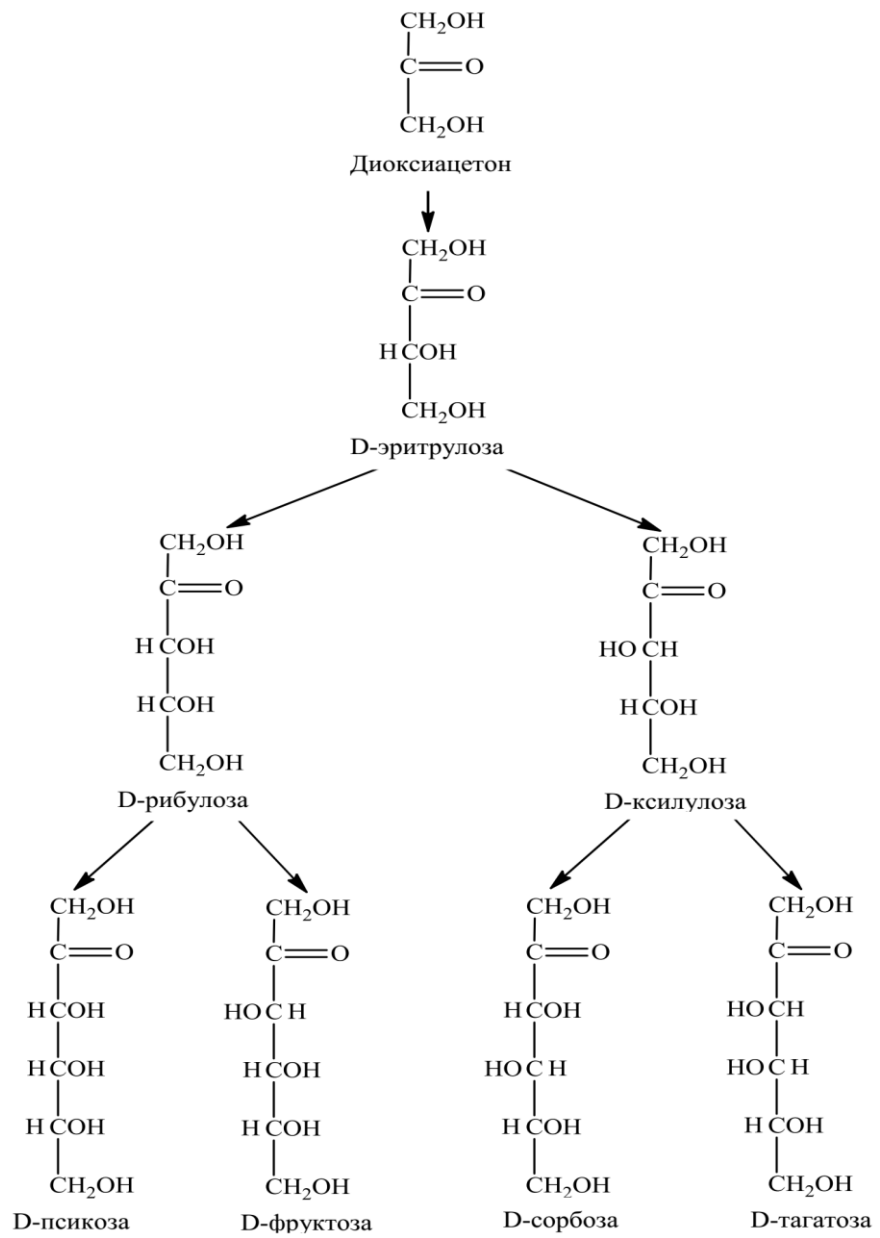 CH₂OH
C=O
CH₂OH
Диоксиацетон
CH₂OH
C=O
HCOH
CH₂OH
D-эритрулоза
CH₂OH
C=O
HCOH
HCOH
CH₂OH
D-рибулоза
CH₂OH
C=O
HOCH
HCOH
CH₂OH
D-ксилулоза
CH₂OH
C=O
HCOH
HCOH
HCOH
CH₂OH
D-псикоза
CH₂OH
C=O
HOCH
HCOH
HCOH
CH₂OH
D-фруктоза
CH₂OH
C=O
HCOH
HOCH
HCOH
CH₂OH
D-сорбоза
CH₂OH
C=O
HOCH
HOCH
HCOH
CH₂OH
D-тагатоза